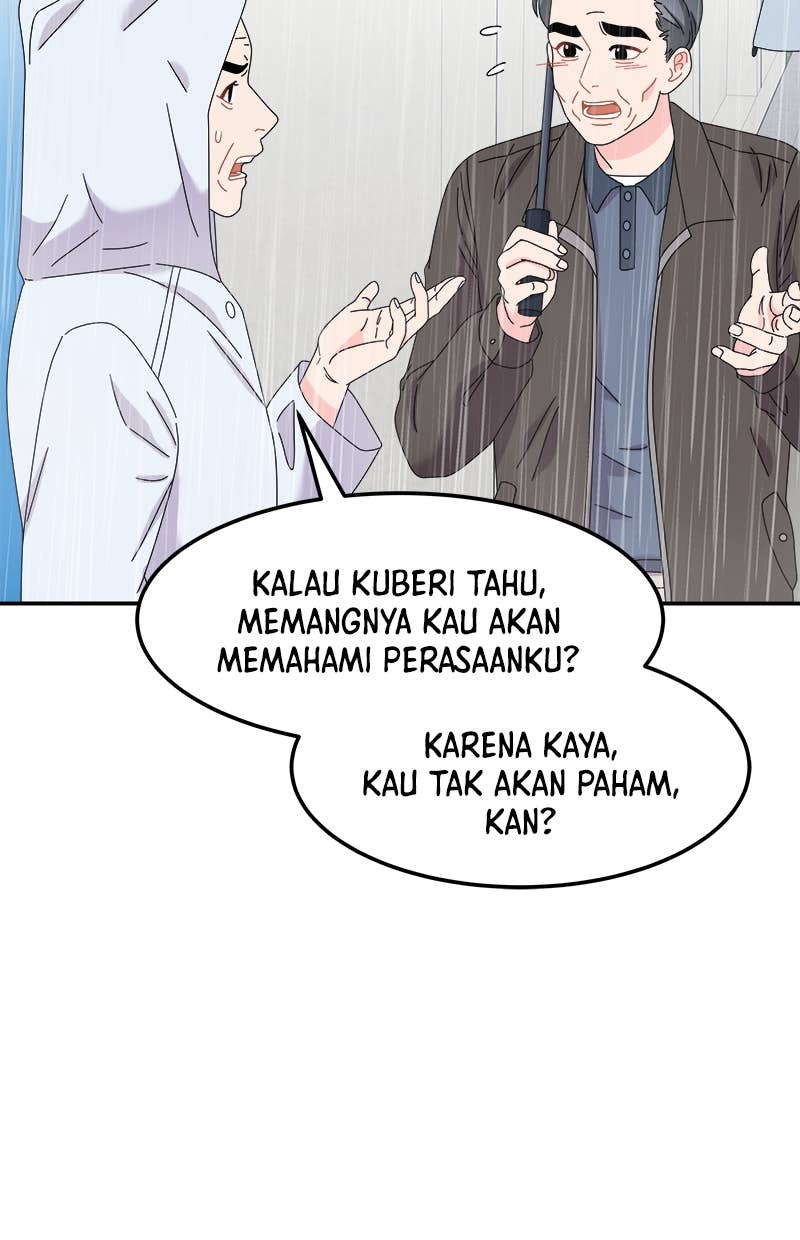 KALAU KUBERI TAHU,
MEMANGNYA KAU AKAN
MEMAHAMI PERASAANKU?
KARENA KAYA,
KAU TAK AKAN PAHAM,
KAN?